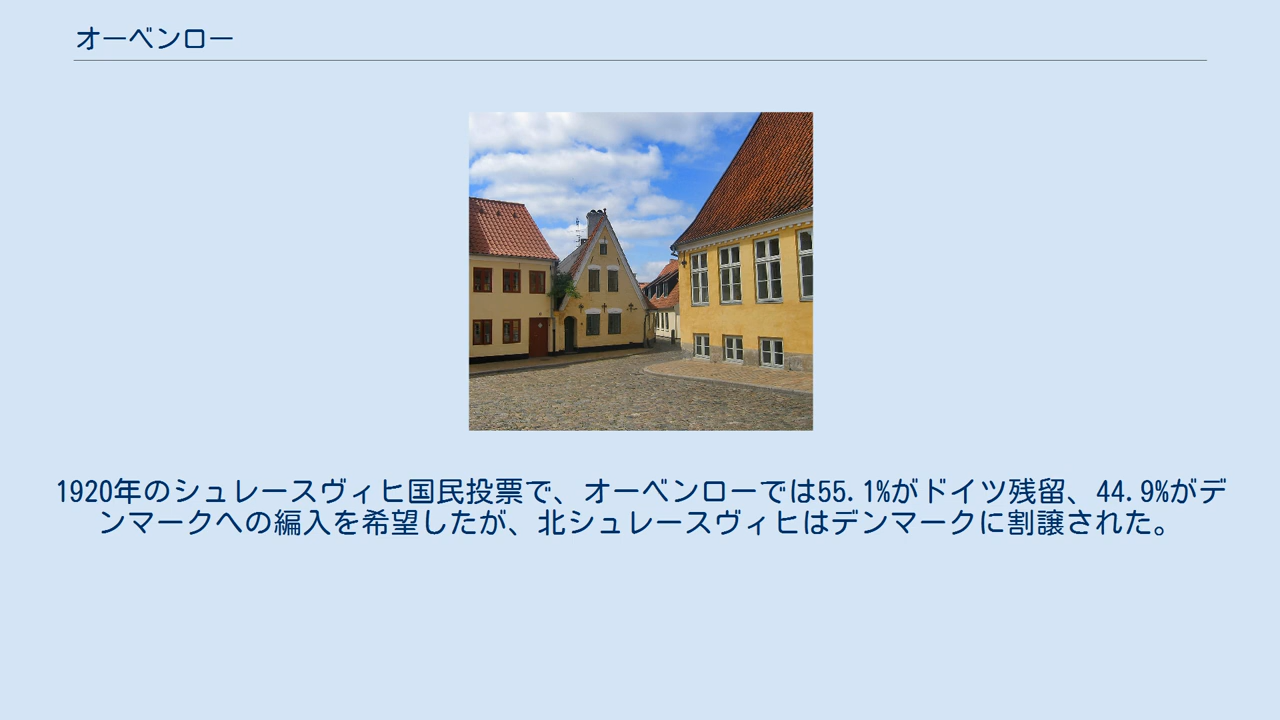 オーベンロー
1920年のシュレースヴィヒ国民投票で、オーベンローでは55.1%がドイツ残留、44.9%がデ
ンマークへの編入を希望したが、北シュレースヴィヒはデンマークに割譲された。